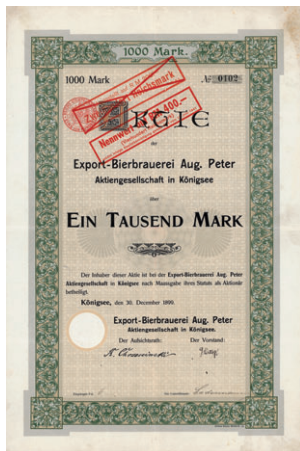 1000 Mark.
1000 Mark
№ 0102
Reichsmark
Nennwert 400.—
AKTIE
der
Export-Bierbrauerei Aug. Peter
Aktiengesellschaft in Königsee
über
EIN TAUSEND MARK
Der Inhaber dieser Aktie ist bei der Export-Bierbrauerei Aug. Peter
Aktiengesellschaft in Königsee nach Maassgabe ihres Statuts als Aktionär
betheiligt.
Königsee, den 30. December 1899.
Export-Bierbrauerei Aug. Peter
Aktiengesellschaft in Königsee.
Der Aufsichtsrath: Der Vorstand: